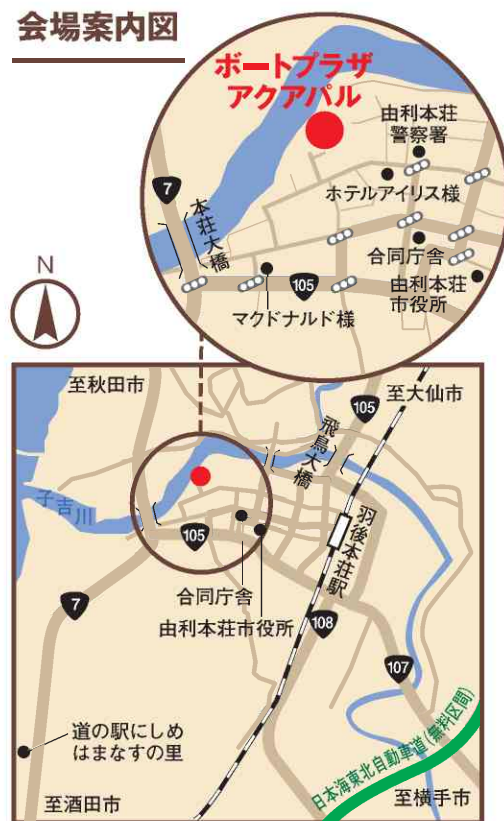 会場案内図
ボートプラザ
アクアパル
由利本荘
警察署
7
本荘大橋
ホテルアイリス様
合同庁舎
105
由利本荘
市役所
マクドナルド様
N
至秋田市
至大仙市
105
飛鳥大橋
子吉川
羽後本荘駅
105
合同庁舎
7
由利本荘市役所
108
107
道の駅にしめ
はまなすの里
日本海東北自動車道(無料区間)
至酒田市
至横手市